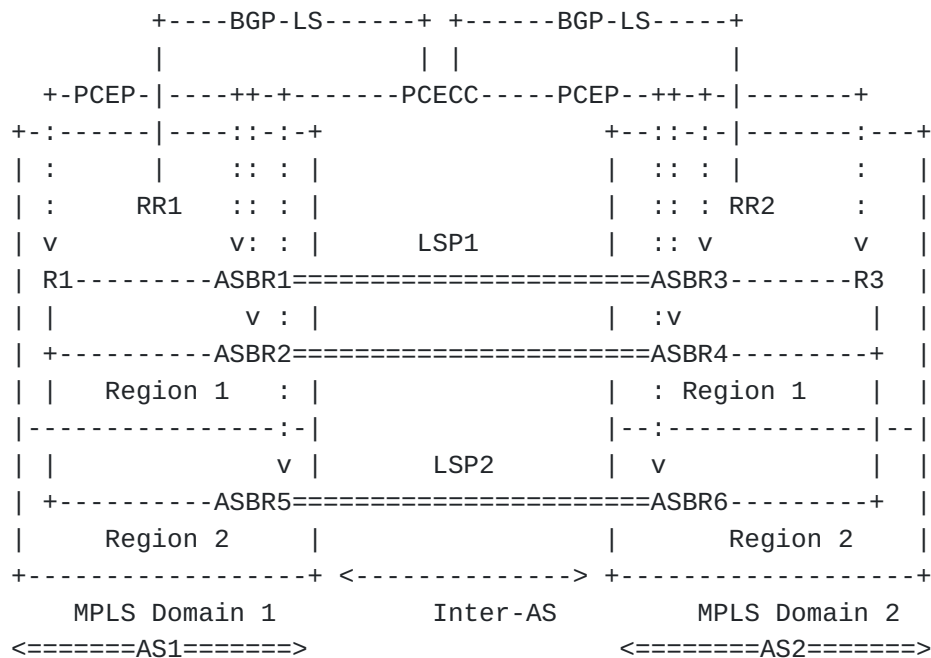 +----BGP-LS------+ +------BGP-LS-----+
            |                | |                 |
     +-PCEP-|----++-+-------PCECC-----PCEP--++-+-|-------+
   +-:------|----::-:-+                  +--::-:-|-------:---+
   | :      |    :: : |                  |  :: : |       :   |
   | :     RR1   :: : |                  |  :: : RR2     :   |
   | v           v: : |      LSP1        |  :: v         v   |
   | R1---------ASBR1=======================ASBR3--------R3  |
   | |            v : |                  |  :v            |  |
   | +----------ASBR2=======================ASBR4---------+  |
   | |   Region 1   : |                  |  : Region 1    |  |
   |----------------:-|                  |--:-------------|--|
   | |              v |       LSP2       |  v             |  |
   | +----------ASBR5=======================ASBR6---------+  |
   |     Region 2     |                  |       Region 2    |
   +------------------+ <--------------> +-------------------+
       MPLS Domain 1          Inter-AS         MPLS Domain 2
   <=======AS1=======>                    <========AS2=======>